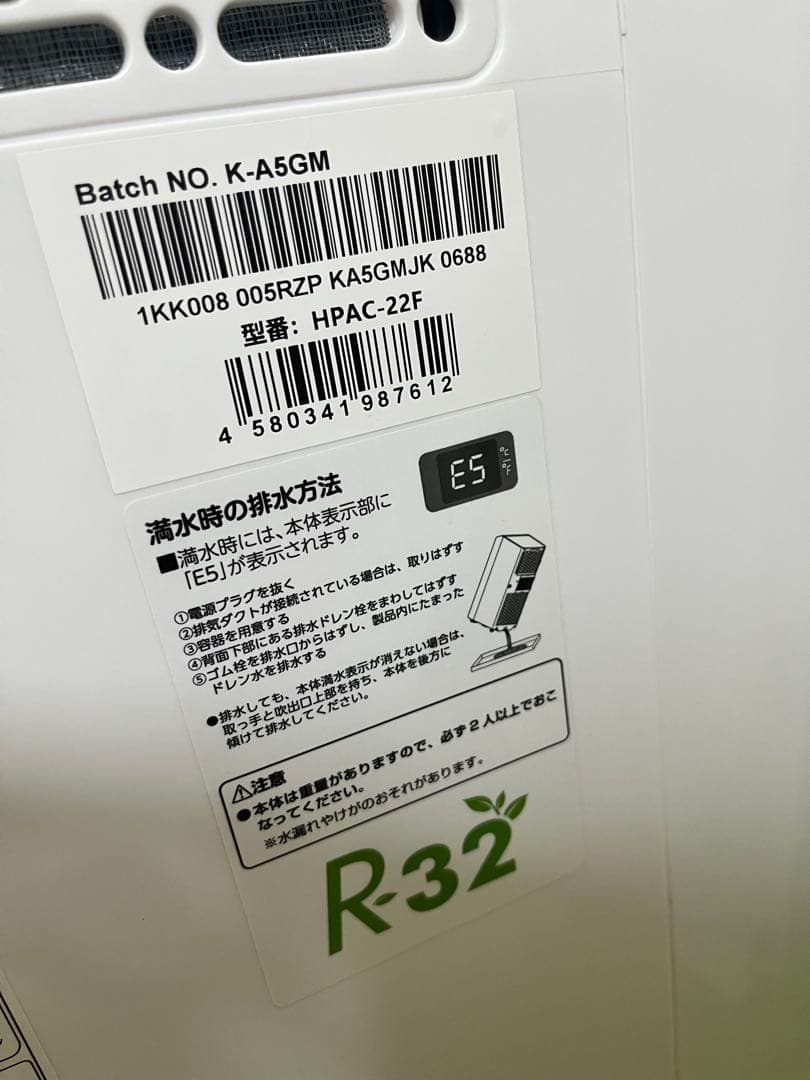 Batch NO. K-A5GM
1KK008 005RZP KA5GMJK 0688
型番: HPAC-22F
4 580341 987612
E5
℃
℉
満水時の排水方法
■満水時には、本体表示部に
「E5」が表示されます。
①電源プラグを抜く
②排気ダクトが接続されている場合は、取りはずす
③容器を用意する
④背面下部にある排水ドレン栓をまわしてはずす
⑤ゴム栓を排水口からはずし、製品内にたまった
ドレン水を排水する
●排水しても、本体満水表示が消えない場合は、
取っ手と吹出口上部を持ち、本体を後方に
傾けて排水してください。
⚠注意
●本体は重量がありますので、必ず2人以上でおこ
なってください。
※水漏れやけがのおそれがあります。
R-32